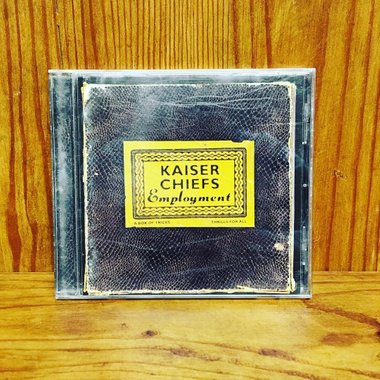 KAISER
CHIEFS
Employment
A BOX OF TRICKS THRILLS FOR ALL